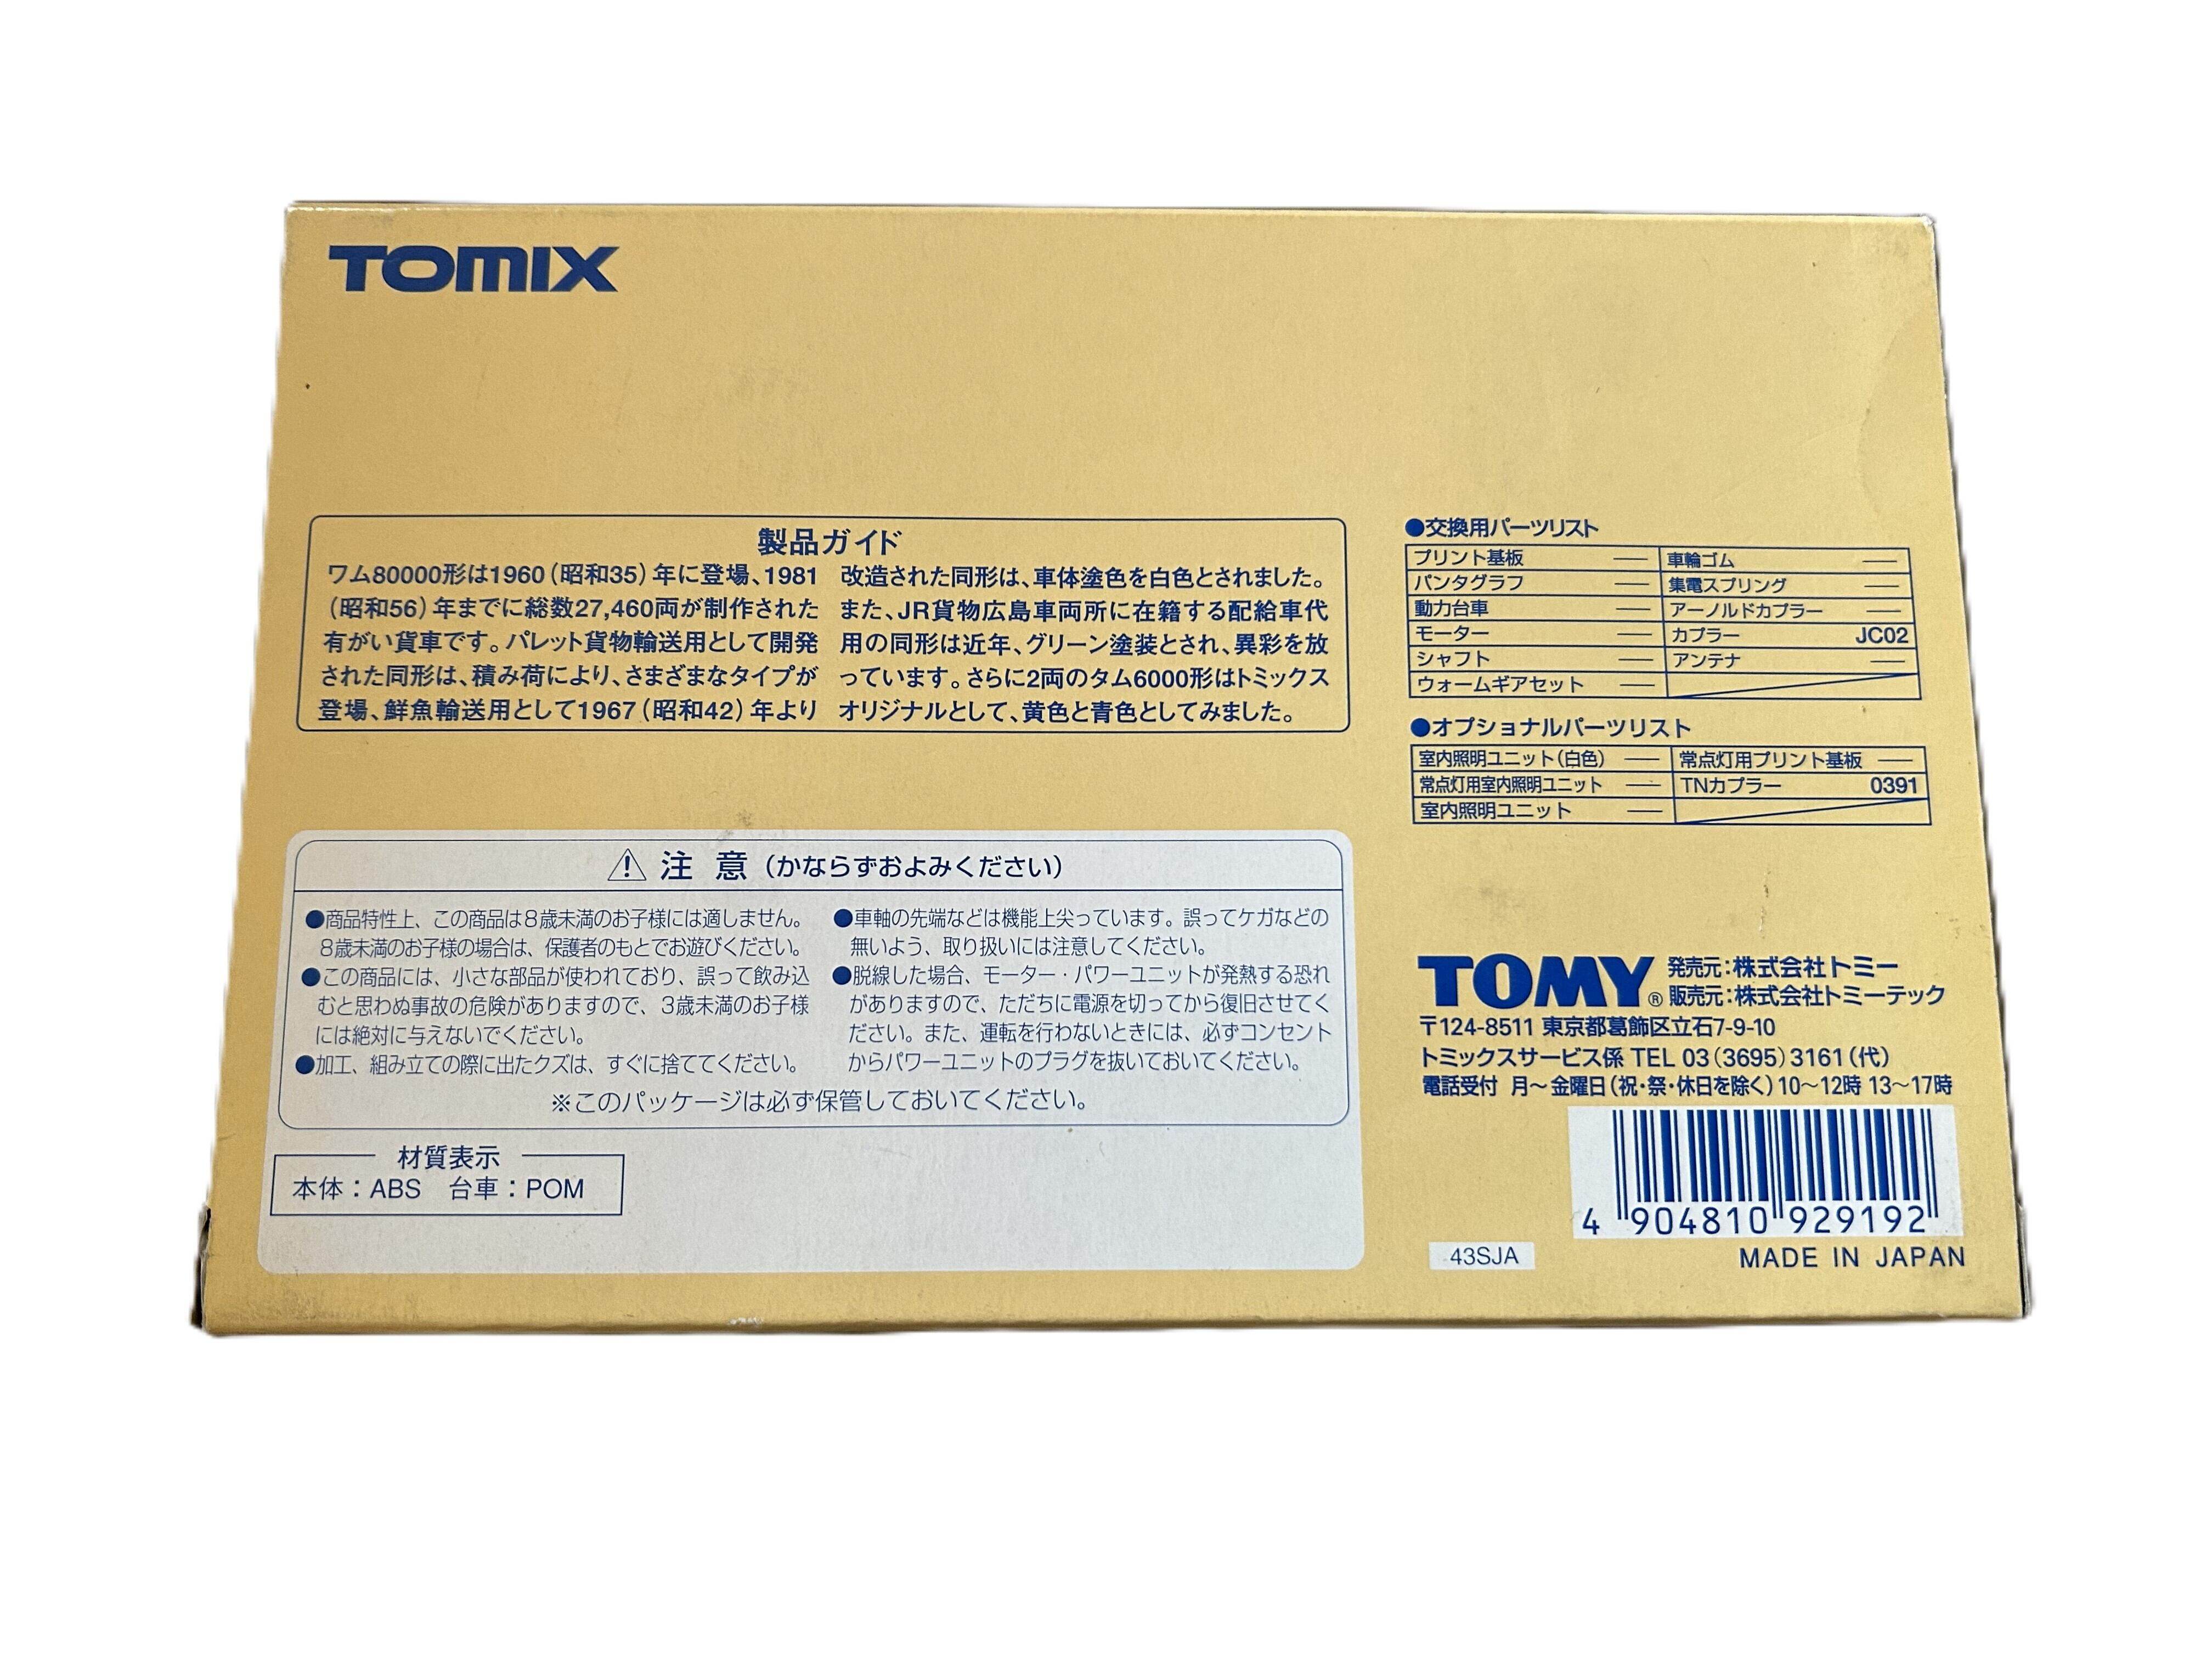 TOMIX
製品ガイド
ワム80000形は1960（昭和35）年に登場、1981
（昭和56）年までに総数27,460両が制作された
有がい貨車です。パレット貨物輸送用として開発
された同形は、積み荷により、さまざまなタイプが
登場、鮮魚輸送用として1967（昭和42）年より
改造された同形は、車体塗色を白色とされました。
また、JR貨物広島車両所に在籍する配給車代
用の同形は近年、グリーン塗装とされ、異彩を放
っています。さらに2両のタム6000形はトミックス
オリジナルとして、黄色と青色としてみました。
●交換用パーツリスト
プリント基板 ── 車輪ゴム ──
パンタグラフ ── 集電スプリング ──
動力台車 ── アーノルドカプラー ──
モーター ── カプラー JC02
シャフト ── アンテナ ──
ウォームギアセット ──
●オプショナルパーツリスト
室内照明ユニット（白色） ── 常点灯用プリント基板 ──
常点灯用室内照明ユニット ── TNカプラー 0391
室内照明ユニット ──
⚠ 注 意（かならずおよみください）
●商品特性上、この商品は８歳未満のお子様には適しません。
８歳未満のお子様の場合は、保護者のもとでお遊びください。
●この商品には、小さな部品が使われており、誤って飲み込
むと思わぬ事故の危険がありますので、３歳未満のお子様
には絶対に与えないでください。
●加工、組み立ての際に出たクズは、すぐに捨ててください。
●車軸の先端などは機能上尖っています。誤ってケガなどの
無いよう、取り扱いには注意してください。
●脱線した場合、モーター・パワーユニットが発熱する恐れ
がありますので、ただちに電源を切ってから復旧させてく
ださい。また、運転を行わないときには、必ずコンセント
からパワーユニットのプラグを抜いておいてください。
※このパッケージは必ず保管しておいてください。
材質表示
本体：ABS 台車：POM
TOMY® 発売元：株式会社トミー
販売元：株式会社トミーテック
〒124-8511 東京都葛飾区立石7-9-10
トミックスサービス係 TEL 03（3695）3161（代）
電話受付 月～金曜日（祝・祭・休日を除く）10～12時 13～17時
4 904810 929192
43SJA
MADE IN JAPAN